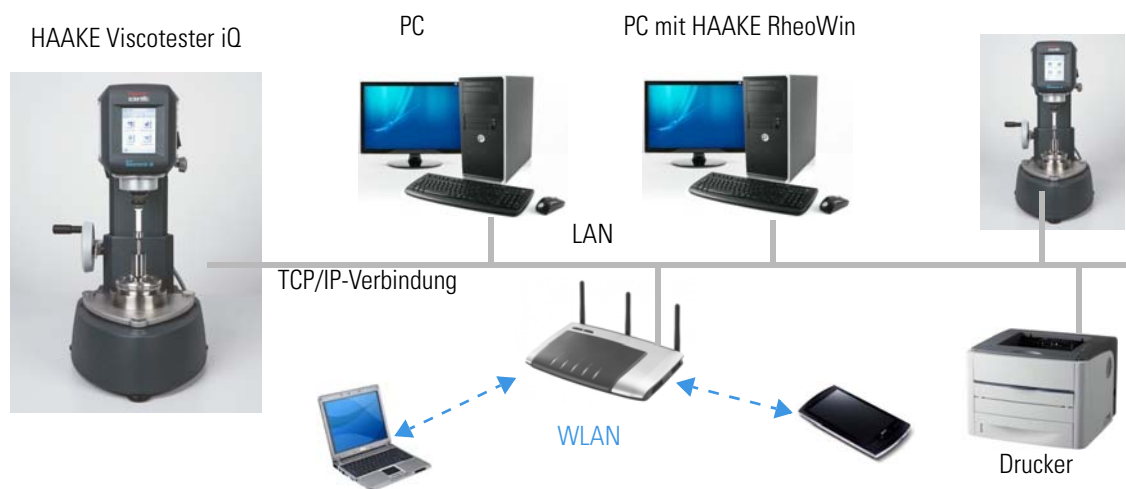 PC
PC mit HAAKE RheoWin
HAAKE Viscotester iQ
LAN
TCP/IP-Verbindung
WLAN
Drucker